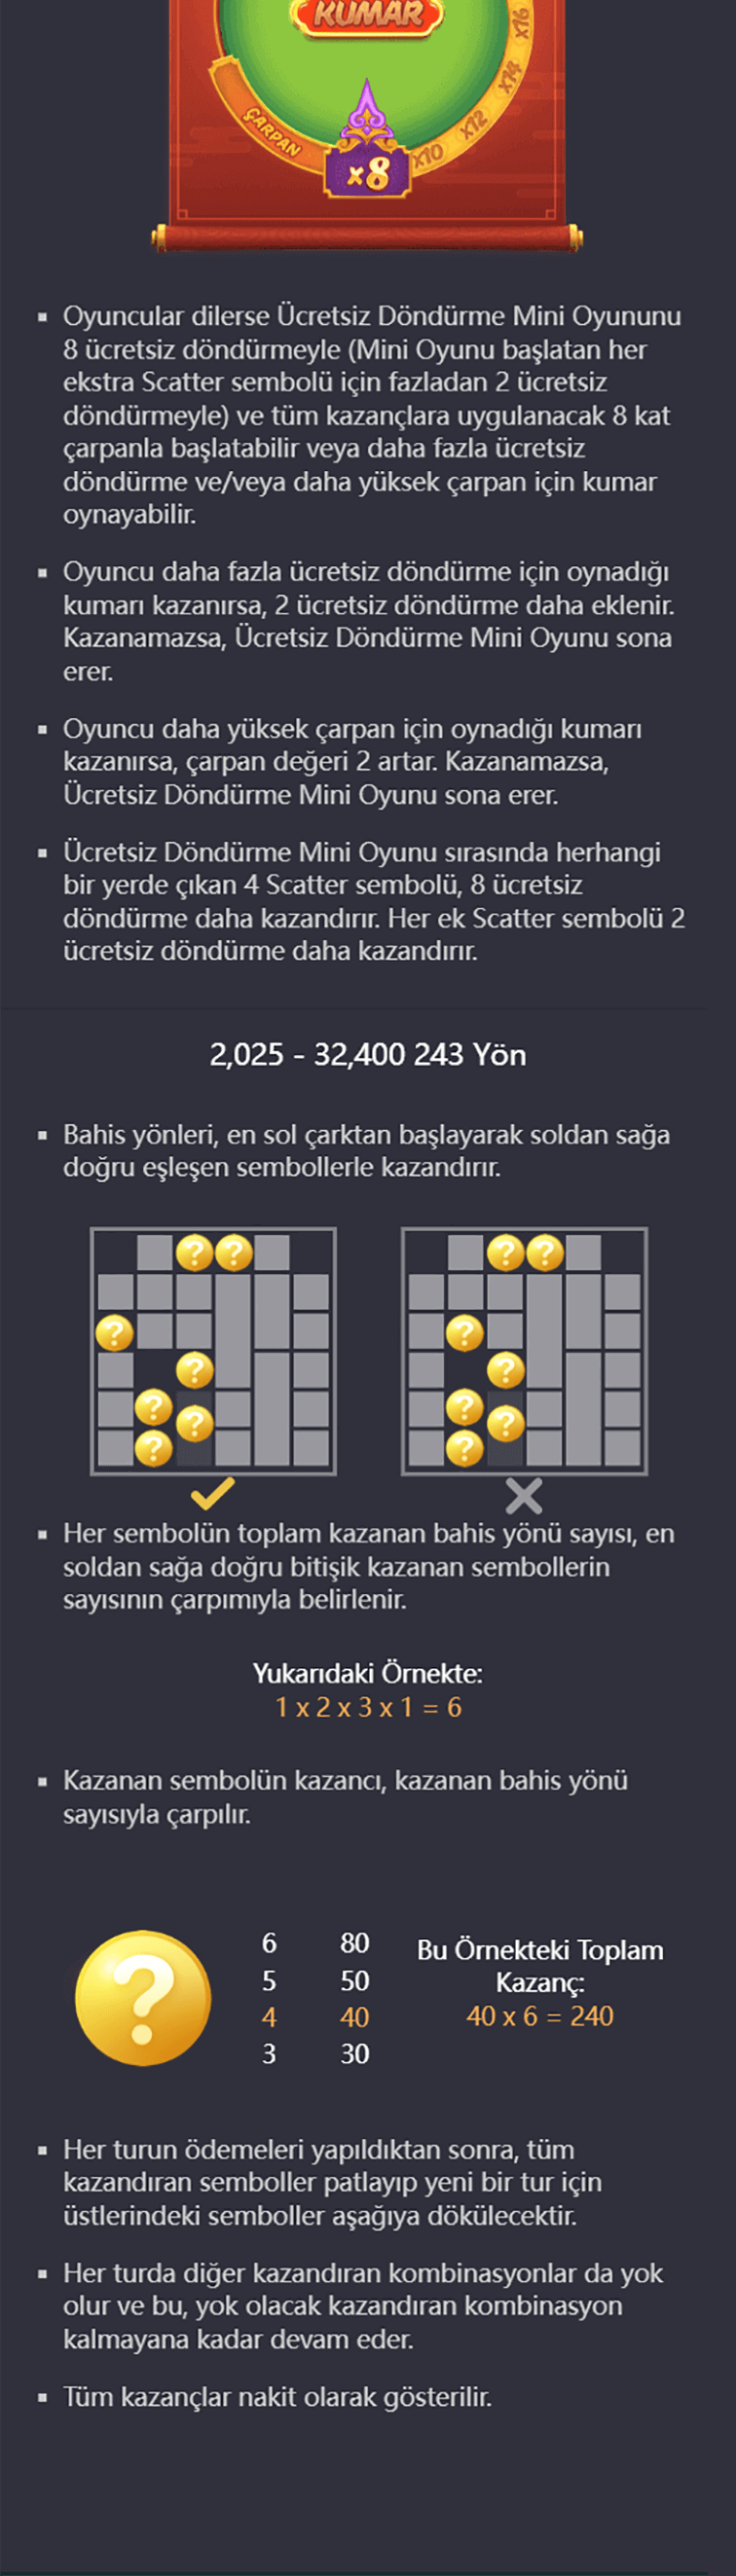 KUMAR
ÇARPAN
x8
x10
x12
x14
x16
Oyuncular dilerse Ücretsiz Döndürme Mini Oyununu
8 ücretsiz döndürmeyle (Mini Oyunu başlatan her
ekstra Scatter sembolü için fazladan 2 ücretsiz
döndürmeyle) ve tüm kazançlara uygulanacak 8 kat
çarpanla başlatabilir veya daha fazla ücretsiz
döndürme ve/veya daha yüksek çarpan için kumar
oynayabilir.
Oyuncu daha fazla ücretsiz döndürme için oynadığı
kumarı kazanırsa, 2 ücretsiz döndürme daha eklenir.
Kazanamazsa, Ücretsiz Döndürme Mini Oyunu sona
erer.
Oyuncu daha yüksek çarpan için oynadığı kumarı
kazanırsa, çarpan değeri 2 artar. Kazanamazsa,
Ücretsiz Döndürme Mini Oyunu sona erer.
Ücretsiz Döndürme Mini Oyunu sırasında herhangi
bir yerde çıkan 4 Scatter sembolü, 8 ücretsiz
döndürme daha kazandırır. Her ek Scatter sembolü 2
ücretsiz döndürme daha kazandırır.
2,025 - 32,400 243 Yön
Bahis yönleri, en sol çarktan başlayarak soldan sağa
doğru eşleşen sembollerle kazandırır.
Her sembolün toplam kazanan bahis yönü sayısı, en
soldan sağa doğru bitişik kazanan sembollerin
sayısının çarpımıyla belirlenir.
Yukarıdaki Örnekte:
1 x 2 x 3 x 1 = 6
Kazanan sembolün kazancı, kazanan bahis yönü
sayısıyla çarpılır.
6 80
5 50
4 40
3 30
Bu Örnekteki Toplam
Kazanç:
40 x 6 = 240
Her turun ödemeleri yapıldıktan sonra, tüm
kazandıran semboller patlayıp yeni bir tur için
üstlerindeki semboller aşağıya dökülecektir.
Her turda diğer kazandıran kombinasyonlar da yok
olur ve bu, yok olacak kazandıran kombinasyon
kalmayana kadar devam eder.
Tüm kazançlar nakit olarak gösterilir.